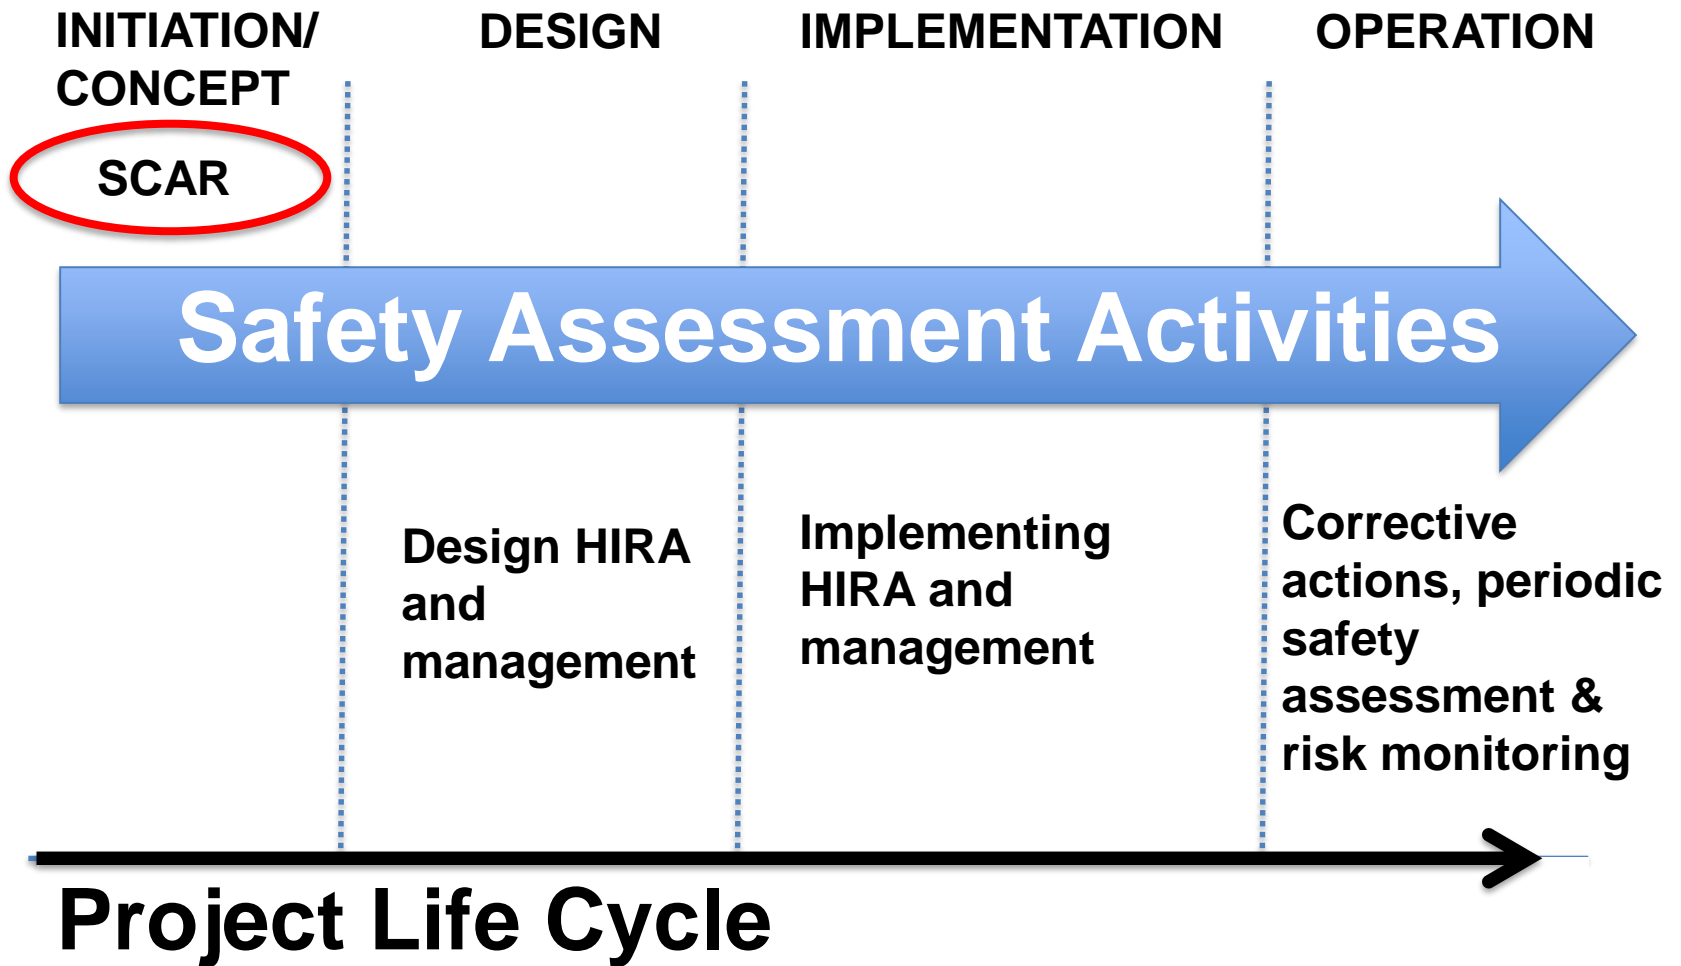 INITIATION/
CONCEPT
DESIGN
IMPLEMENTATION
OPERATION
SCAR
Safety Assessment Activities
Design HIRA
and
management
Implementing
HIRA and
management
Corrective
actions, periodic
safety
assessment &
risk monitoring
Project Life Cycle